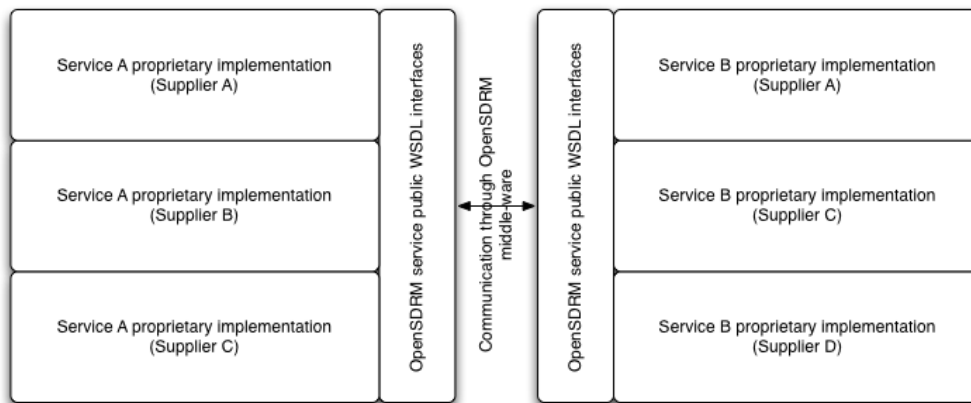 Service A proprietary implementation
(Supplier A)
Service A proprietary implementation
(Supplier B)
Service A proprietary implementation
(Supplier C)
OpenSDRM service public WSDL interfaces
Communication through OpenSDRM
middle-ware
OpenSDRM service public WSDL interfaces
Service B proprietary implementation
(Supplier A)
Service B proprietary implementation
(Supplier C)
Service B proprietary implementation
(Supplier D)